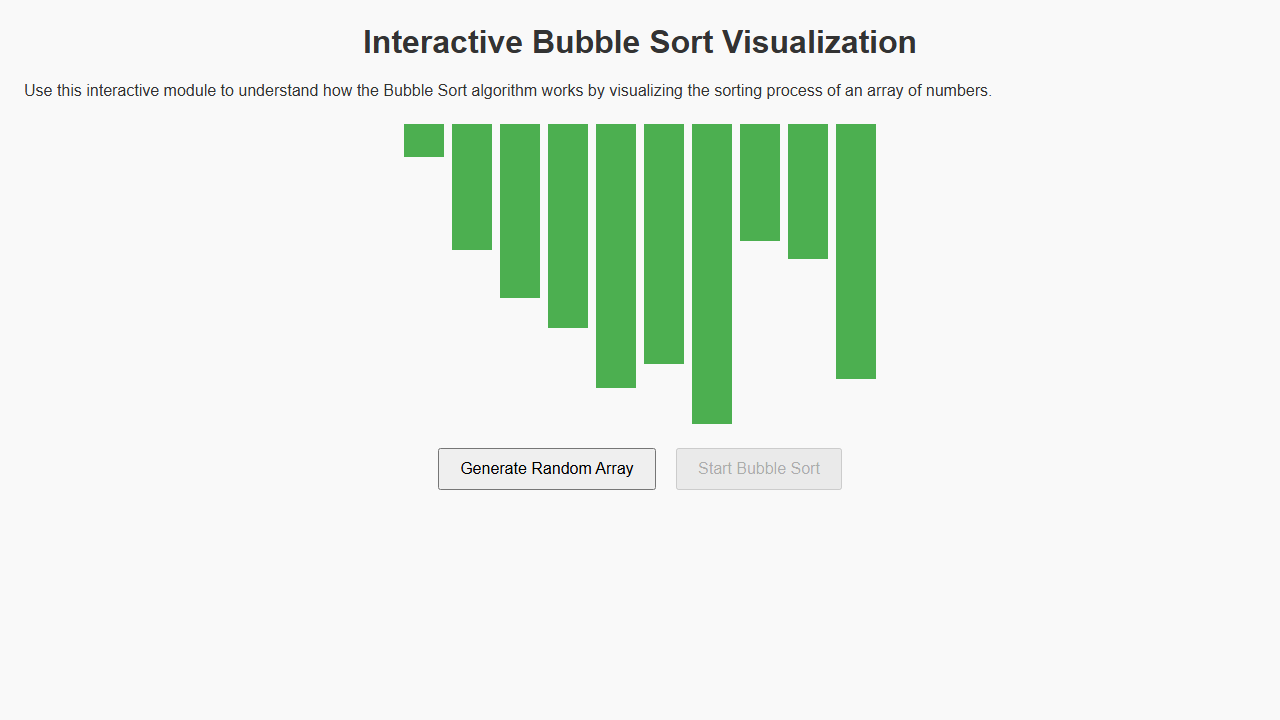 Interactive Bubble Sort Visualization
Use this interactive module to understand how the Bubble Sort algorithm works by visualizing the sorting process of an array of numbers.
Generate Random Array
Start Bubble Sort